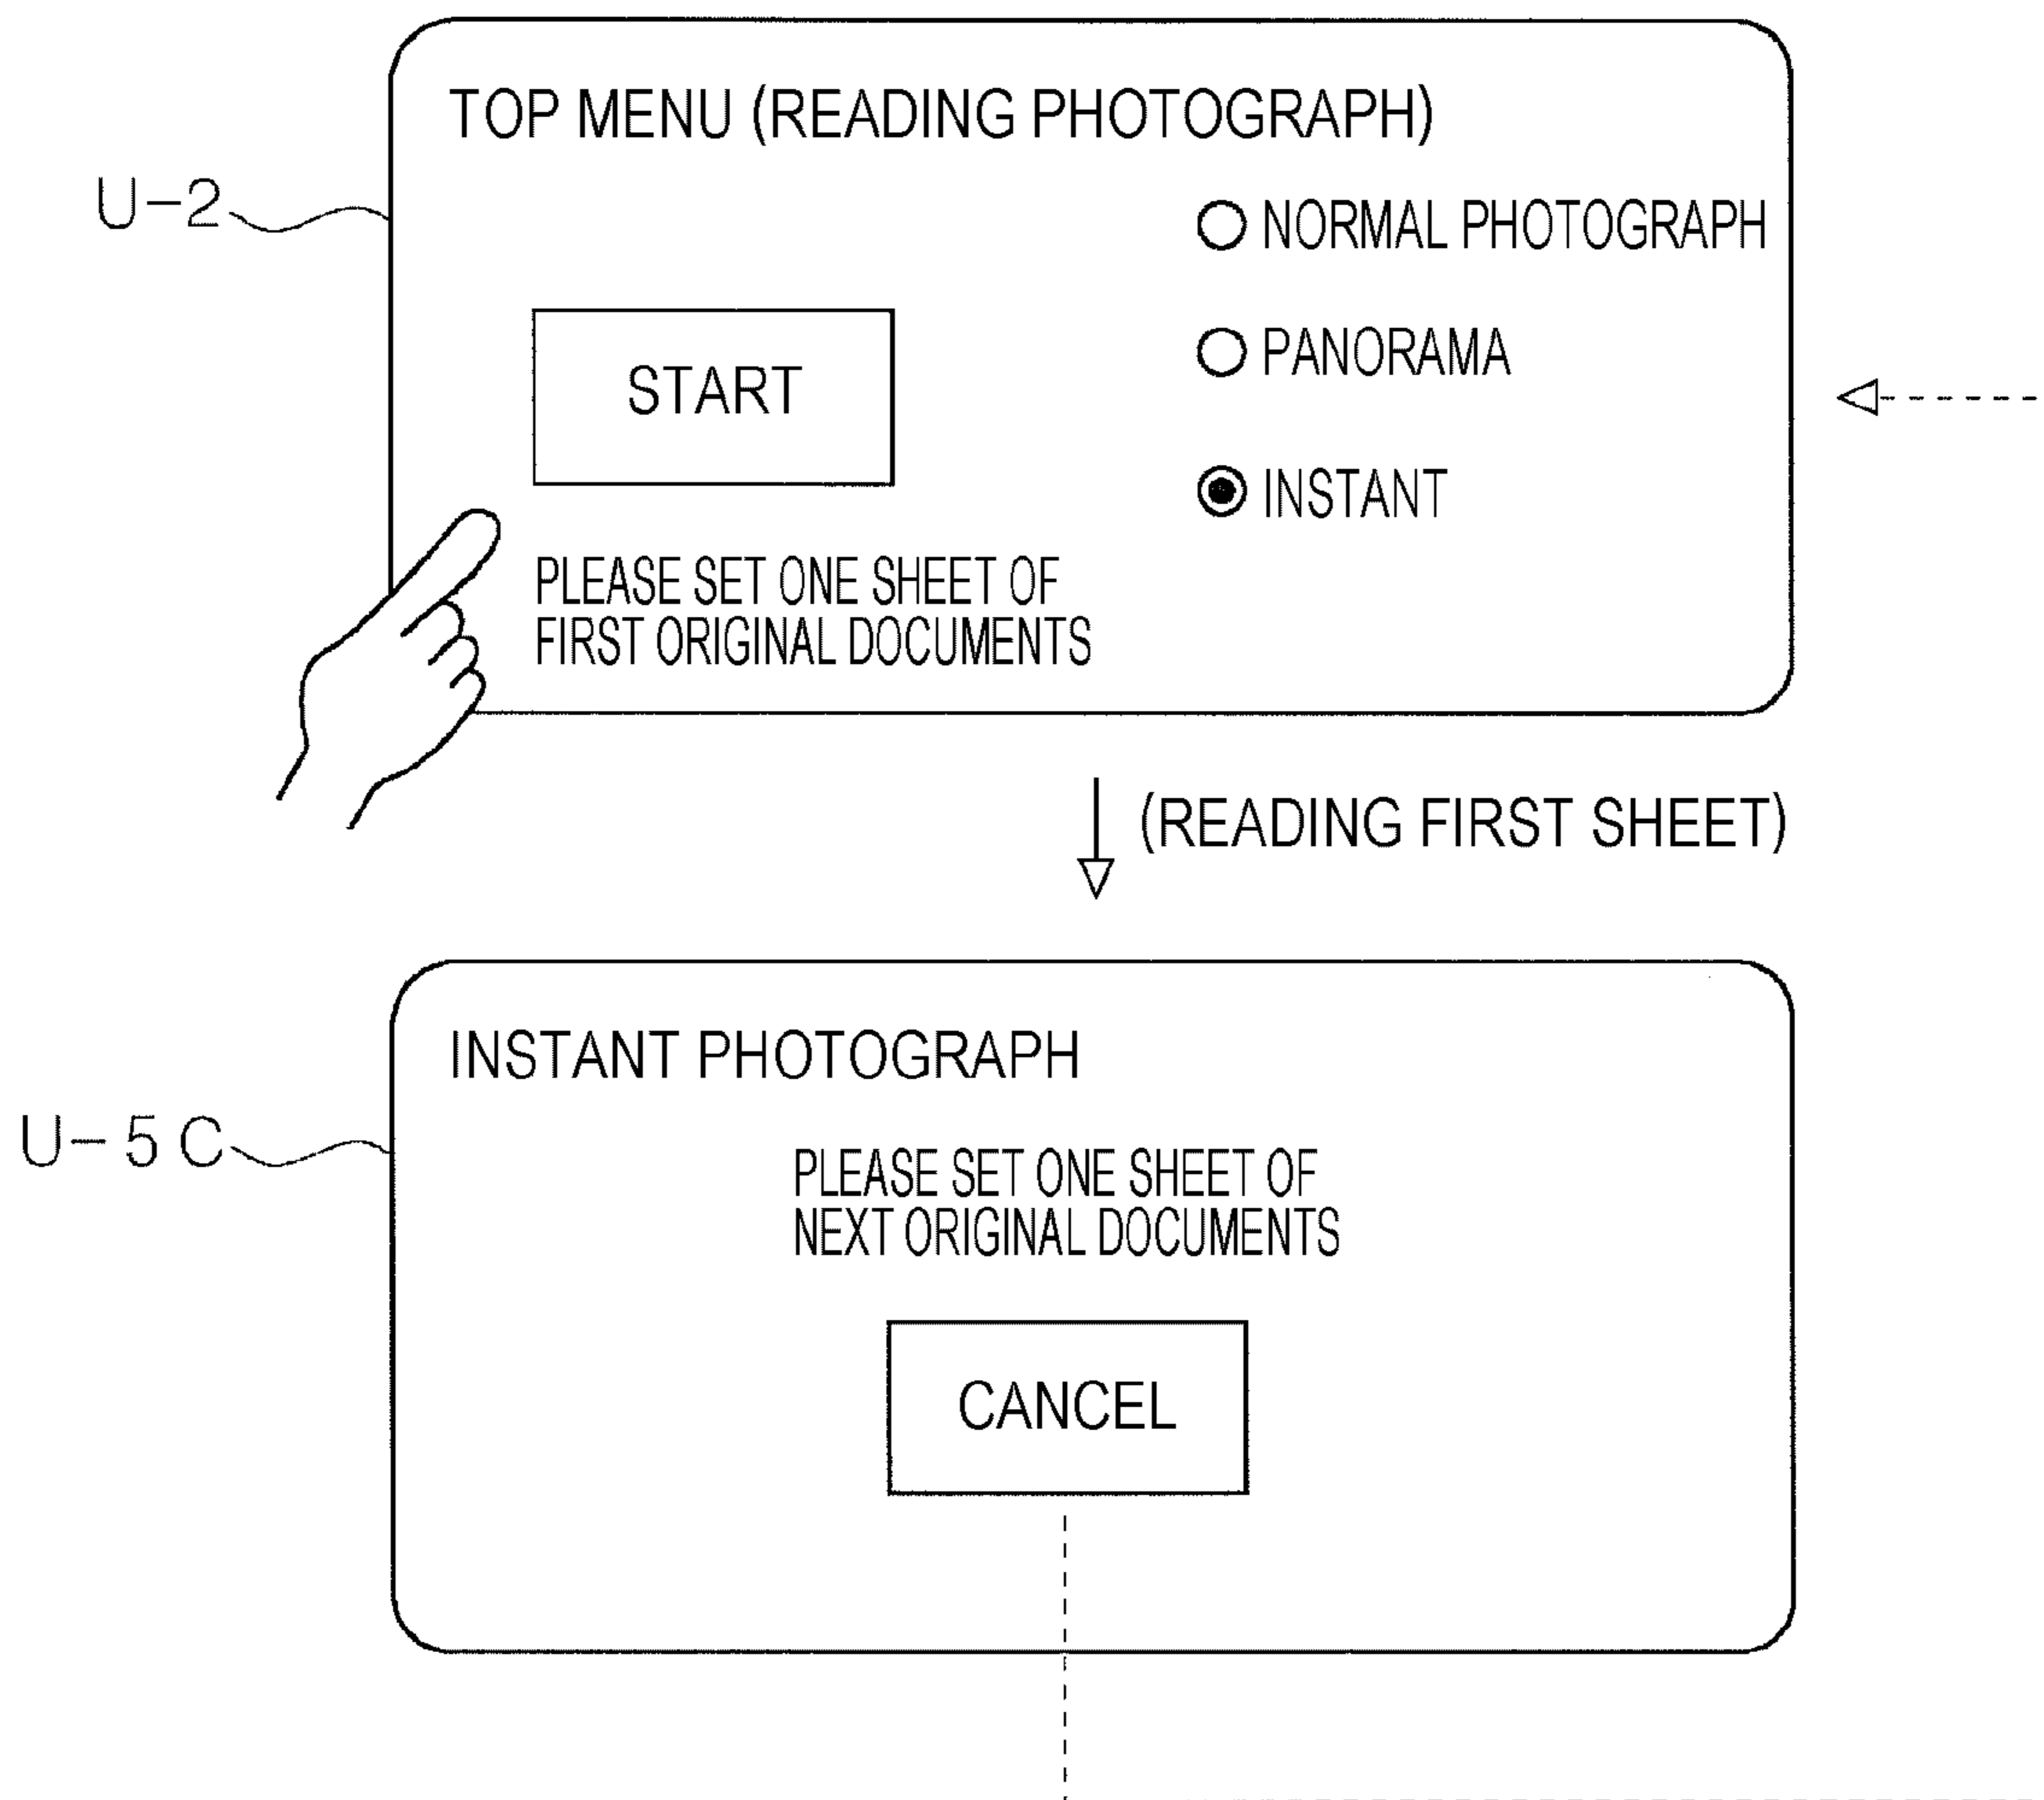 TOP MENU (READING PHOTOGRAPH)
U-2
NORMAL PHOTOGRAPH
PANORAMA
START
INSTANT
PLEASE SET ONE SHEET OF
FIRST ORIGINAL DOCUMENTS
(READING FIRST SHEET)
INSTANT PHOTOGRAPH
U-5C
PLEASE SET ONE SHEET OF
NEXT ORIGINAL DOCUMENTS
CANCEL